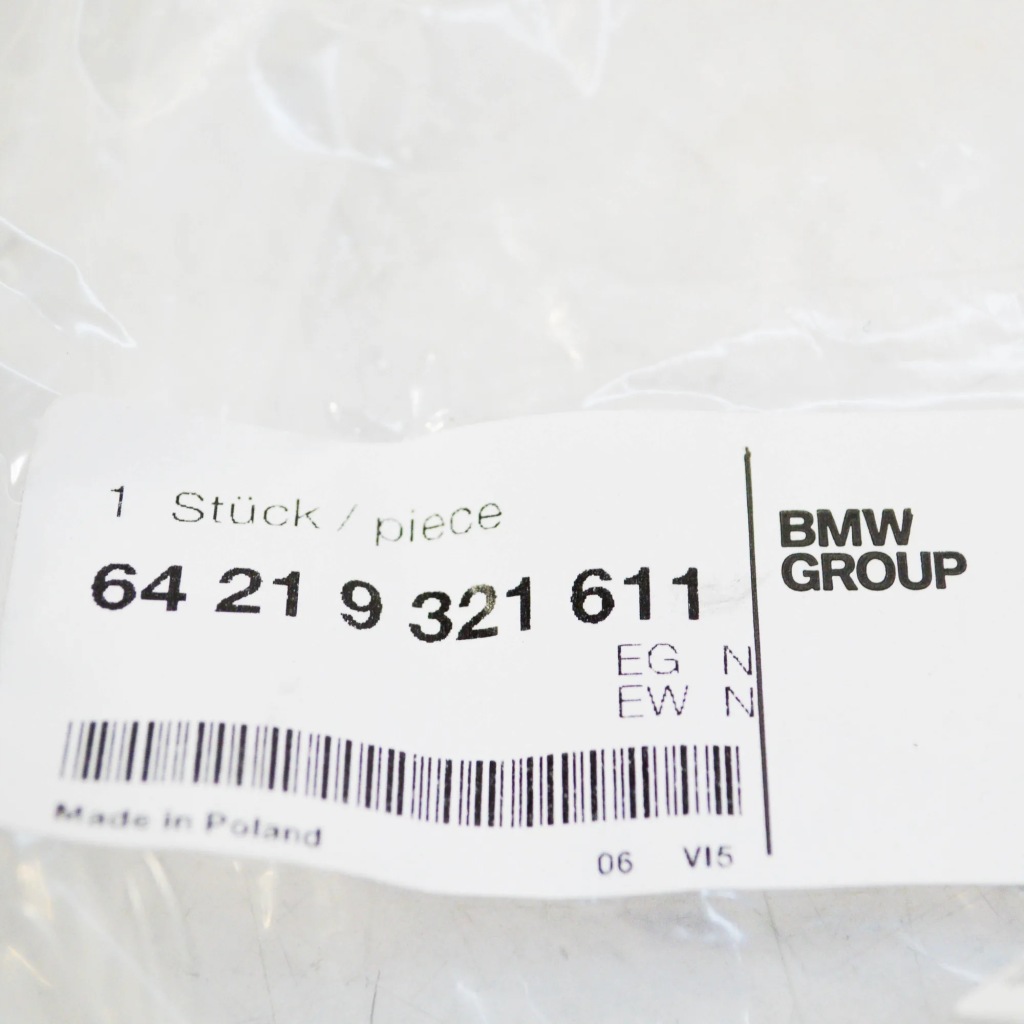 1 Stück / piece
64 21 9 321 611
EG N
EW N
Made in Poland
06 VI5
BMW
GROUP